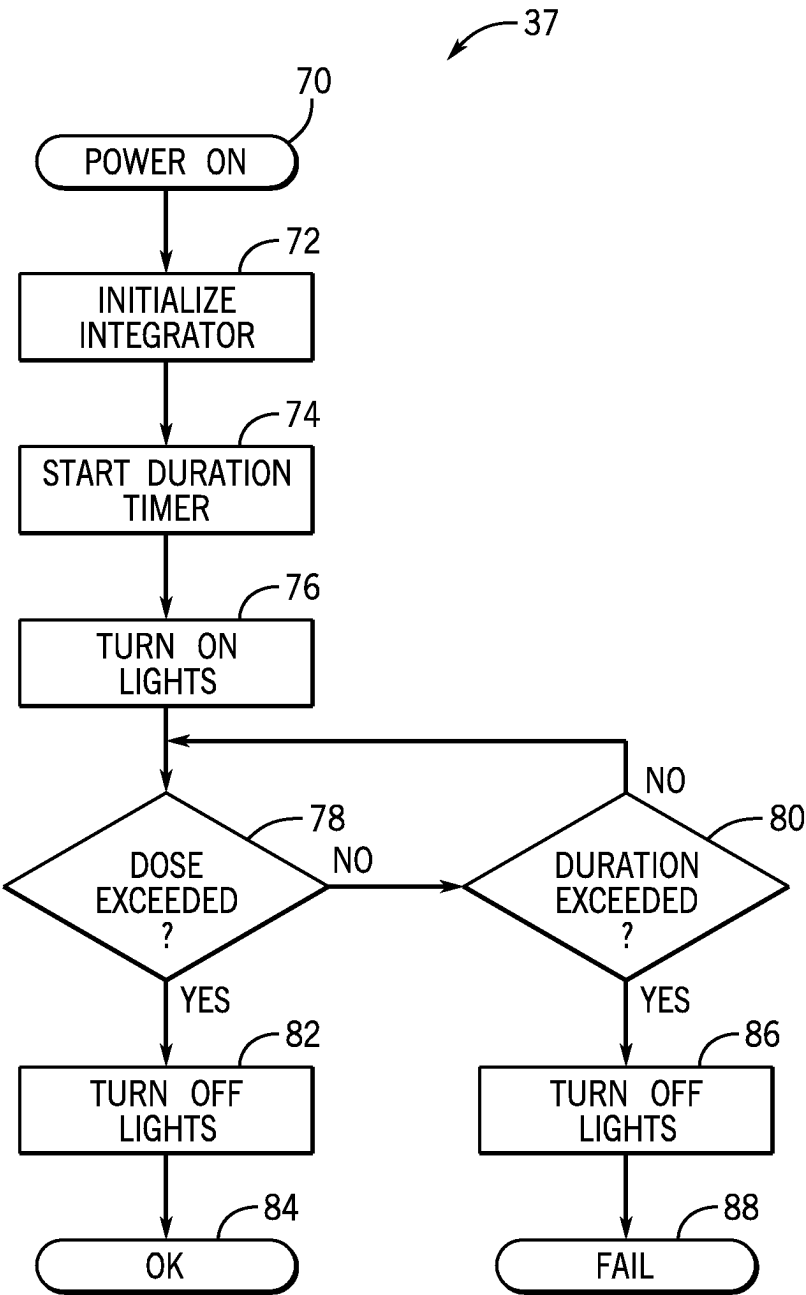 37
70
POWER ON
72
INITIALIZE
INTEGRATOR
74
START DURATION
TIMER
76
TURN ON
LIGHTS
NO
78
80
DOSE
EXCEEDED
?
NO
DURATION
EXCEEDED
?
YES
YES
82
86
TURN OFF
LIGHTS
TURN OFF
LIGHTS
84
88
OK
FAIL